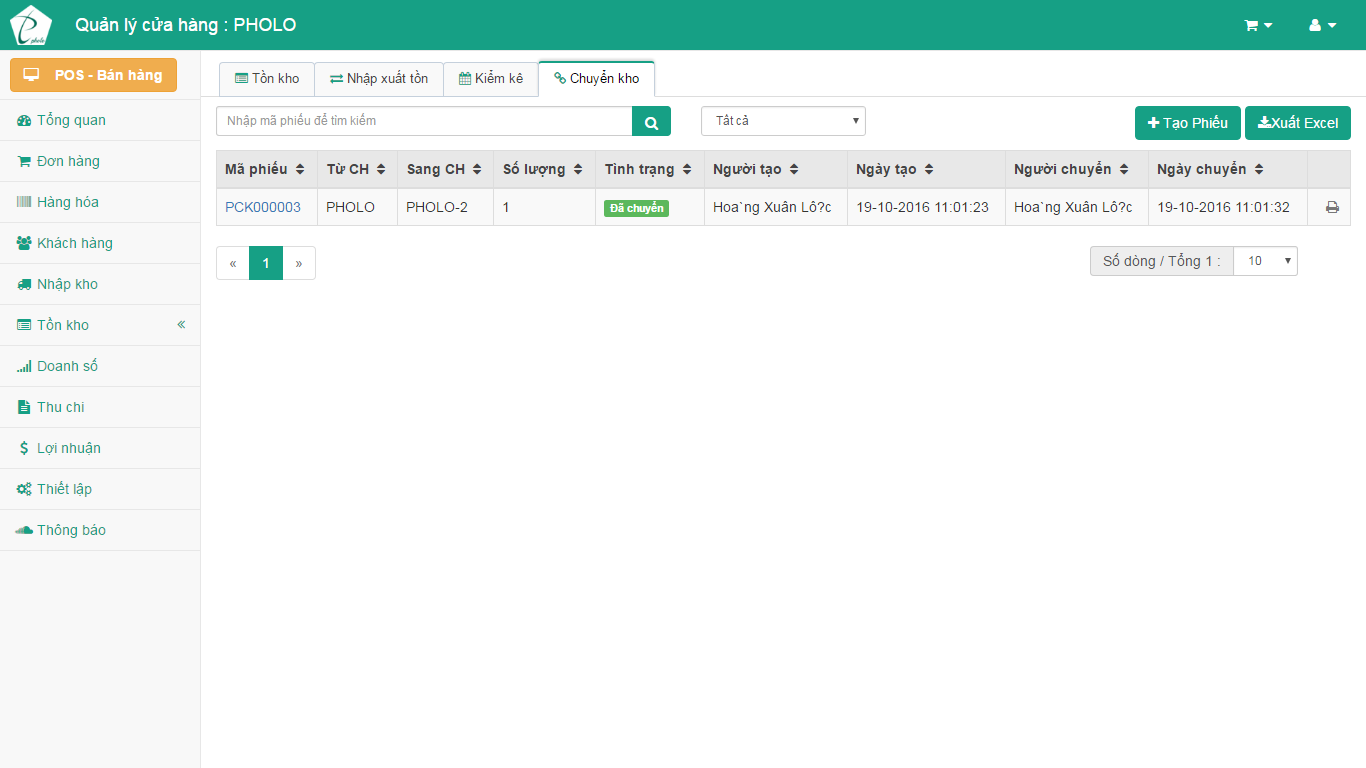 pholo
Quản lý cửa hàng : PHOLO
POS - Bán hàng
Tổng quan
Đơn hàng
Hàng hóa
Khách hàng
Nhập kho
Tồn kho
Doanh số
Thu chi
Lợi nhuận
Thiết lập
Thông báo
Tồn kho Nhập xuất tồn Kiểm kê Chuyển kho
Nhập mã phiếu để tìm kiếm Tất cả Tạo Phiếu Xuất Excel
Mã phiếu Từ CH Sang CH Số lượng Tình trạng Người tạo Ngày tạo Người chuyển Ngày chuyển
PCK000003 PHOLO PHOLO-2 1 Đã chuyển Hoa`ng Xuân Lô?c 19-10-2016 11:01:23 Hoa`ng Xuân Lô?c 19-10-2016 11:01:32
« 1 » Số dòng / Tổng 1 : 10